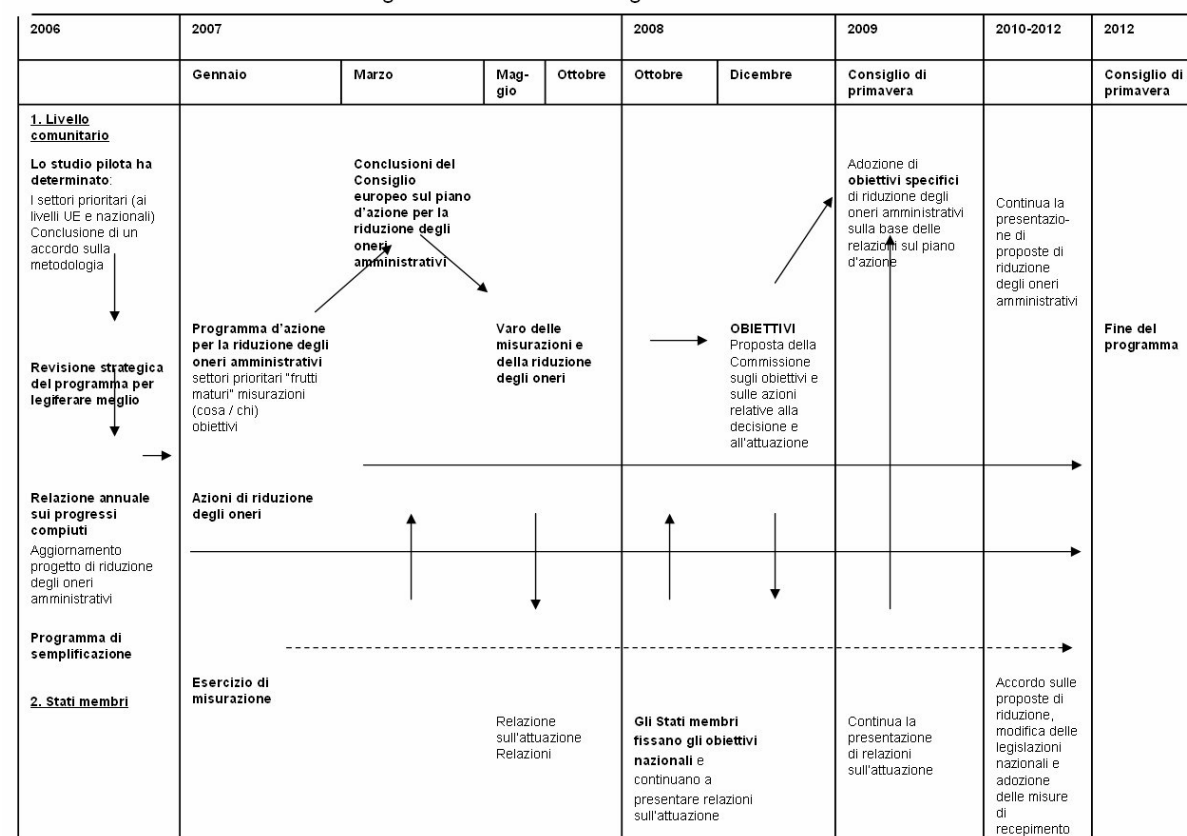 2006
2007
2008
2009
2010-2012
2012
Gennaio
Marzo
Mag-
gio
Ottobre
Ottobre
Dicembre
Consiglio di
primavera
Consiglio di
primavera
1. Livello
comunitario
Lo studio pilota ha
determinato:
I settori prioritari (ai
livelli UE e nazionali)
Conclusione di un
accordo sulla
metodologia
Revisione strategica
del programma per
legiferare meglio
Relazione annuale
sui progressi
compiuti
Aggiornamento
progetto di riduzione
degli oneri
amministrativi
Programma di
semplificazione
2. Stati membri
Programma d'azione
per la riduzione degli
oneri amministrativi
settori prioritari "frutti
maturi" misurazioni
(cosa / chi)
obiettivi
Azioni di riduzione
degli oneri
Esercizio di
misurazione
Conclusioni del
Consiglio
europeo sul piano
d'azione per la
riduzione degli
oneri
amministrativi
Varo delle
misurazioni e
della riduzione
degli oneri
Relazione
sull'attuazione
Relazioni
OBIETTIVI
Proposta della
Commissione
sugli obiettivi e
sulle azioni
relative alla
decisione e
all'attuazione
Gli Stati membri
fissano gli obiettivi
nazionali e
continuano a
presentare relazioni
sull'attuazione
Adozione di
obiettivi specifici
di riduzione degli
oneri amministrativi
sulla base delle
relazioni sul piano
d'azione
Continua la
presentazione
di relazioni
sull'attuazione
Continua la
presentazio-
ne di
proposte di
riduzione
degli oneri
amministrativi
Accordo sulle
proposte di
riduzione,
modifica delle
legislazioni
nazionali e
adozione
delle misure
di
recepimento
Fine del
programma